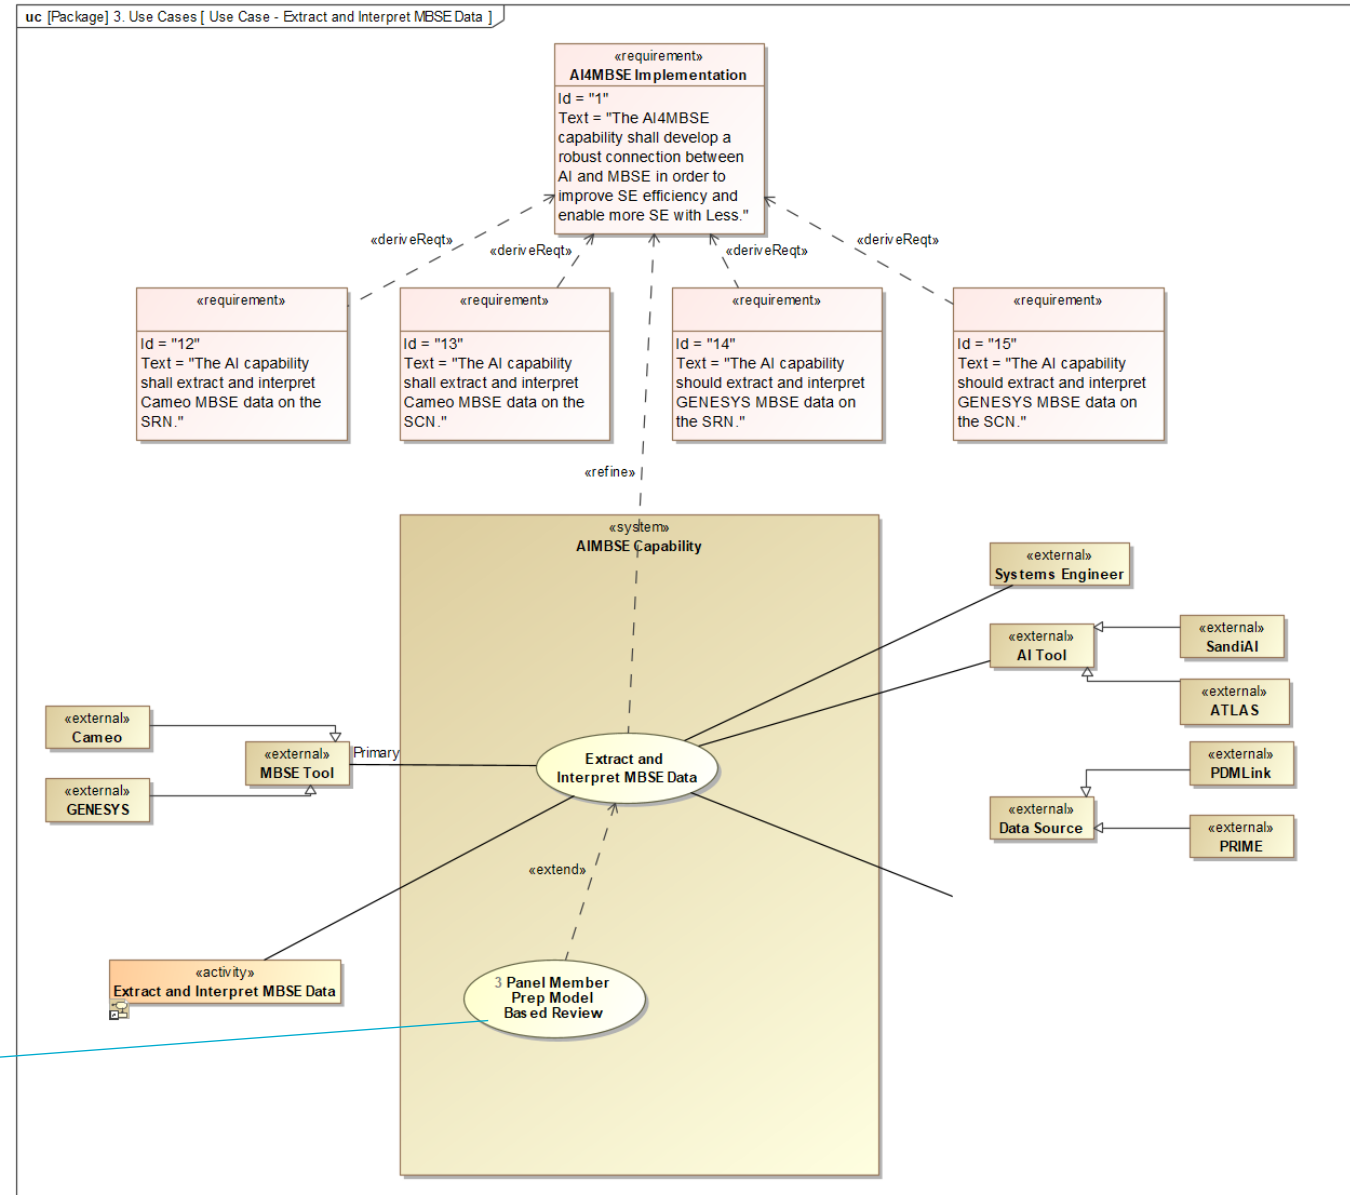 uc [Package] 3. Use Cases [ Use Case - Extract and Interpret MBSE Data ]
«requirement»
AI4MBSE Implementation
Id = "1"
Text = "The AI4MBSE
capability shall develop a
robust connection between
AI and MBSE in order to
improve SE efficiency and
enable more SE with Less."
«deriveReqt»
«deriveReqt»
«deriveReqt»
«deriveReqt»
«requirement»
Id = "12"
Text = "The AI capability
shall extract and interpret
Cameo MBSE data on the
SRN."
«requirement»
Id = "13"
Text = "The AI capability
shall extract and interpret
Cameo MBSE data on the
SCN."
«requirement»
Id = "14"
Text = "The AI capability
should extract and interpret
GENESYS MBSE data on
the SRN."
«requirement»
Id = "15"
Text = "The AI capability
should extract and interpret
GENESYS MBSE data on
the SCN."
«refine»
«system»
AIMBSE Capability
«external»
Systems Engineer
«external»
AI Tool
«external»
SandiAI
«external»
ATLAS
«external»
Cameo
«external»
MBSE Tool
Primary
«external»
GENESYS
Extract and
Interpret MBSE Data
«external»
PDMLink
«external»
Data Source
«external»
PRIME
«extend»
«activity»
Extract and Interpret MBSE Data
3 Panel Member
Prep Model
Based Review